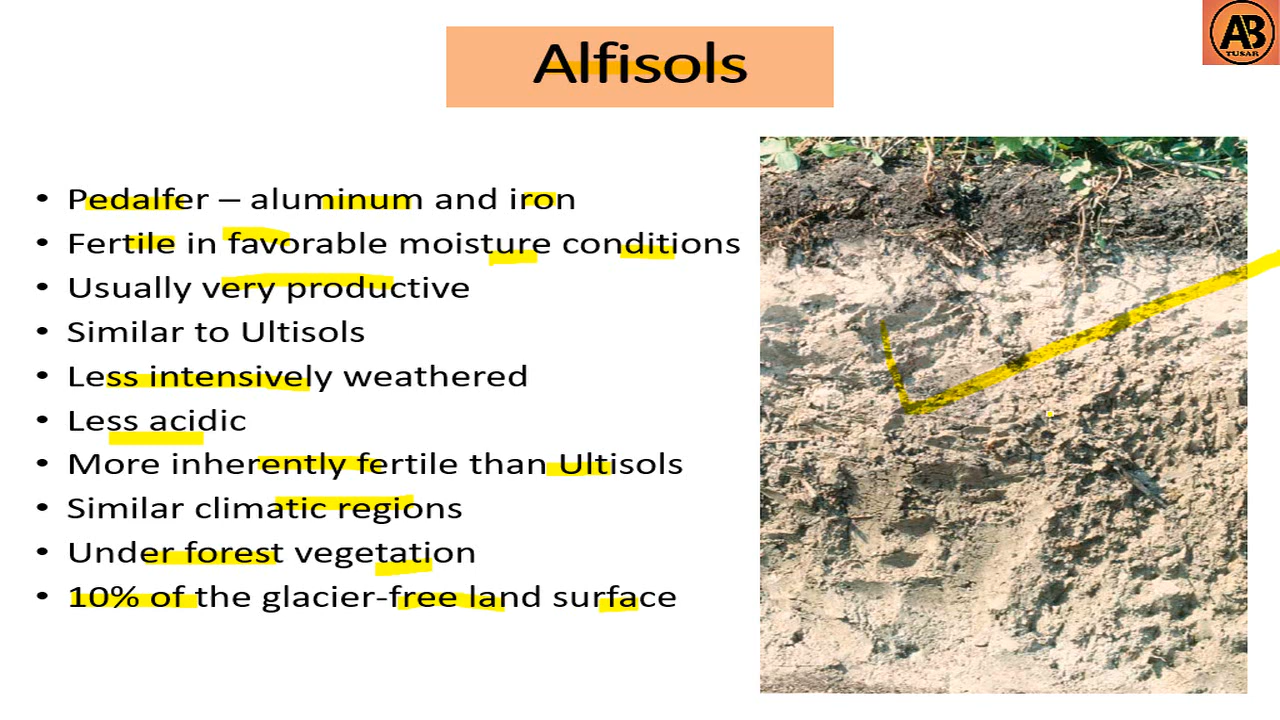 AB
TUSAR
Alfisols
• Pedalfer – aluminum and iron
• Fertile in favorable moisture conditions
• Usually very productive
• Similar to Ultisols
• Less intensively weathered
• Less acidic
• More inherently fertile than Ultisols
• Similar climatic regions
• Under forest vegetation
• 10% of the glacier-free land surface